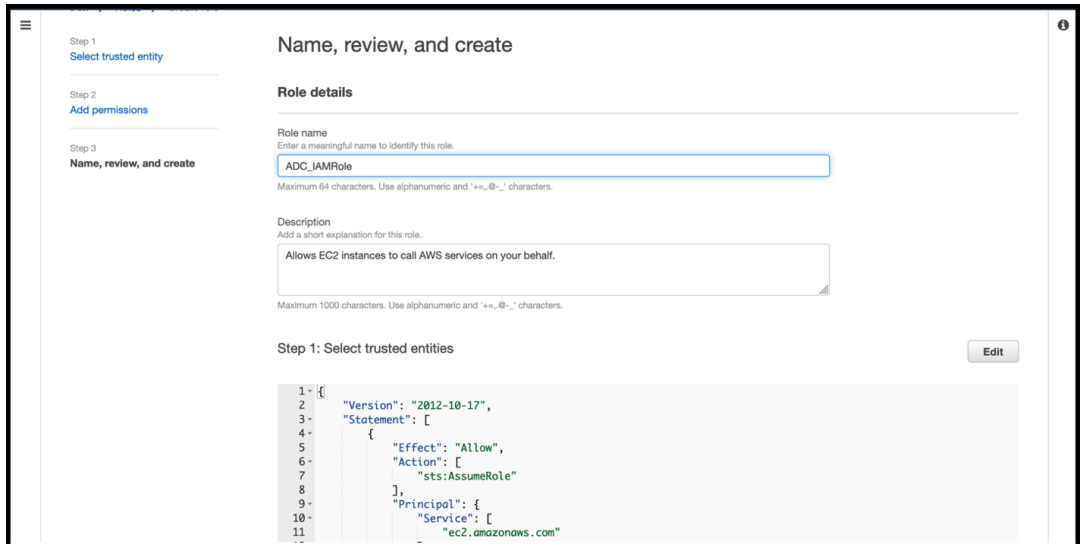 Step 1
Select trusted entity
Step 2
Add permissions
Step 3
Name, review, and create
Name, review, and create
Role details
Role name
Enter a meaningful name to identify this role.
ADC_IAMRole
Maximum 64 characters. Use alphanumeric and '+=,.@-_' characters.
Description
Add a short explanation for this role.
Allows EC2 instances to call AWS services on your behalf.
Maximum 1000 characters. Use alphanumeric and '+=,.@-_' characters.
Step 1: Select trusted entities
Edit
1 {
2 "Version": "2012-10-17",
3 "Statement": [
4 {
5 "Effect": "Allow",
6 "Action": [
7 "sts:AssumeRole"
8 ],
9 "Principal": {
10 "Service": [
11 "ec2.amazonaws.com"